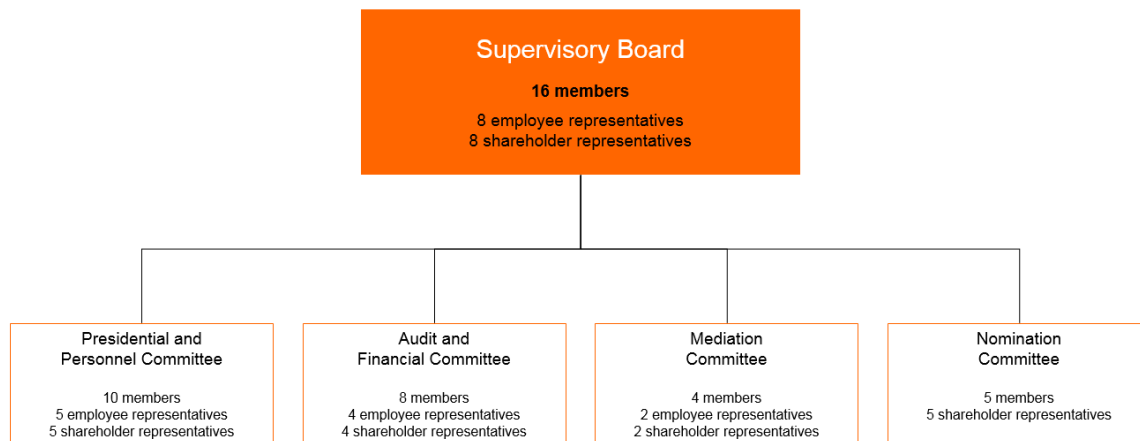 Supervisory Board
16 members
8 employee representatives
8 shareholder representatives
Presidential and
Personnel Committee
10 members
5 employee representatives
5 shareholder representatives
Audit and
Financial Committee
8 members
4 employee representatives
4 shareholder representatives
Mediation
Committee
4 members
2 employee representatives
2 shareholder representatives
Nomination
Committee
5 members
5 shareholder representatives